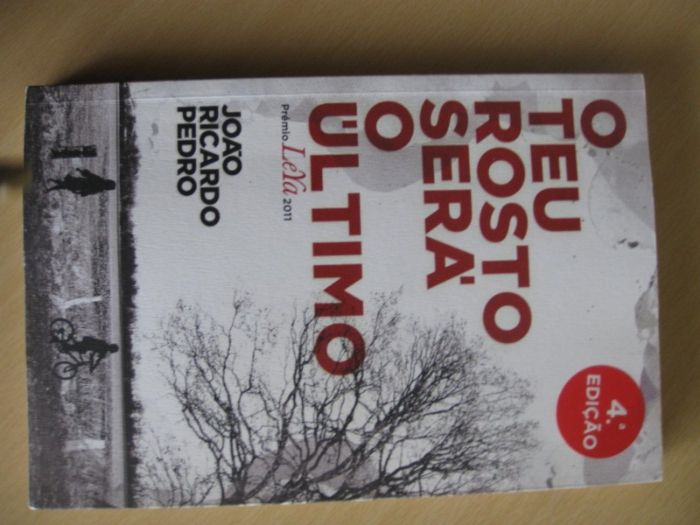 O
TEU
ROSTO
SERÁ
O
ÚLTIMO
Prémio LeYa 2011
JOÃO
RICARDO
PEDRO
4.ª
EDIÇÃO